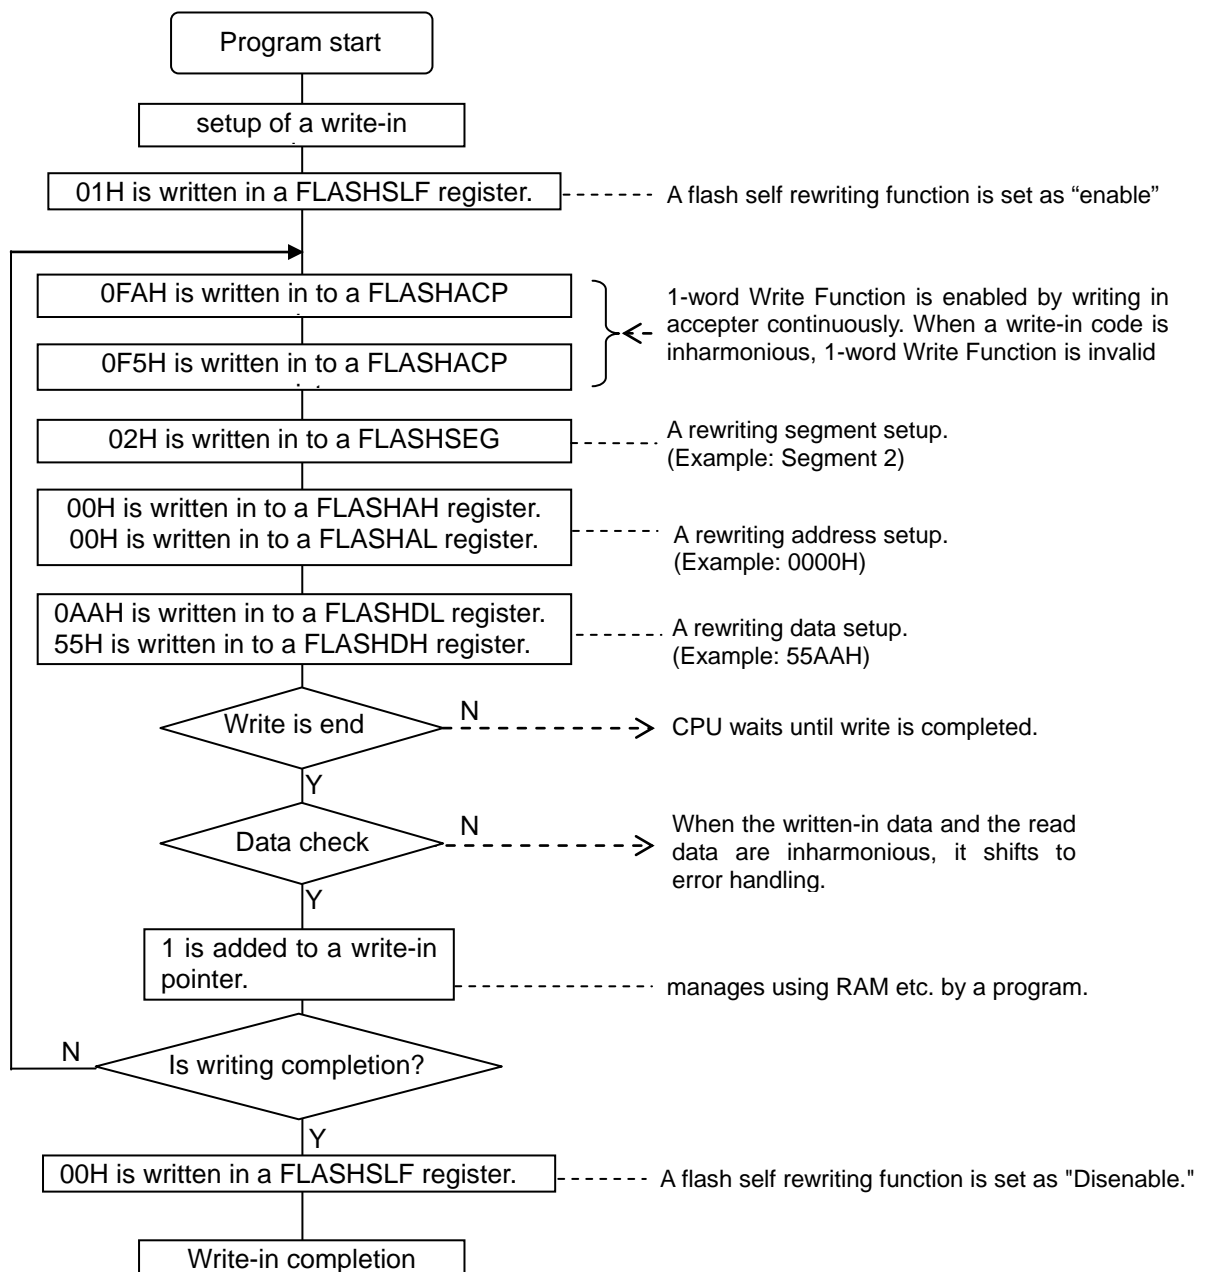 Program start
setup of a write-in
01H is written in a FLASHSLF register.
A flash self rewriting function is set as “enable”
0FAH is written in to a FLASHACP
1-word Write Function is enabled by writing in
accepter continuously. When a write-in code is
inharmonious, 1-word Write Function is invalid
0F5H is written in to a FLASHACP
02H is written in to a FLASHSEG
A rewriting segment setup.
(Example: Segment 2)
00H is written in to a FLASHAH register.
00H is written in to a FLASHAL register.
A rewriting address setup.
(Example: 0000H)
0AAH is written in to a FLASHDL register.
55H is written in to a FLASHDH register.
A rewriting data setup.
(Example: 55AAH)
Write is end
N
CPU waits until write is completed.
Y
Data check
N
When the written-in data and the read
data are inharmonious, it shifts to
error handling.
Y
1 is added to a write-in
pointer.
manages using RAM etc. by a program.
N
Is writing completion?
Y
00H is written in a FLASHSLF register.
A flash self rewriting function is set as "Disenable."
Write-in completion